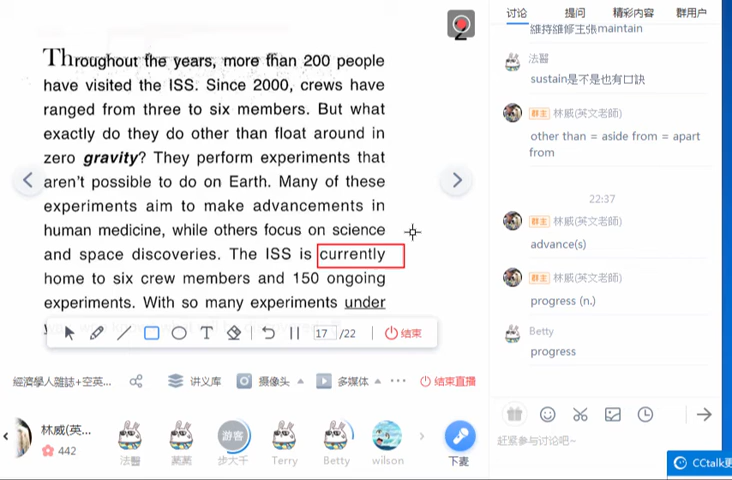 讨论
提问
精彩内容
群用户
2
Throughout the years, more than 200 people
have visited the ISS. Since 2000, crews have
ranged from three to six members. But what
exactly do they do other than float around in
zero gravity? They perform experiments that
aren't possible to do on Earth. Many of these
experiments aim to make advancements in
human medicine, while others focus on science
and space discoveries. The ISS is currently
home to six crew members and 150 ongoing
experiments. With so many experiments under
T
17 /22
结束
經濟學人雜誌+空英...
讲义库
摄像头
多媒体
结束直播
林威(英...
442
法醫
萬萬
游客
步大千
Terry
Betty
wilson
下麦
維持維修主張maintain
法醫
sustain是不是也有口訣
群主 林威(英文老師)
other than = aside from = apart
from
22:37
群主 林威(英文老師)
advance(s)
群主 林威(英文老師)
progress (n.)
Betty
progress
赶紧参与讨论吧~
CCtalk更